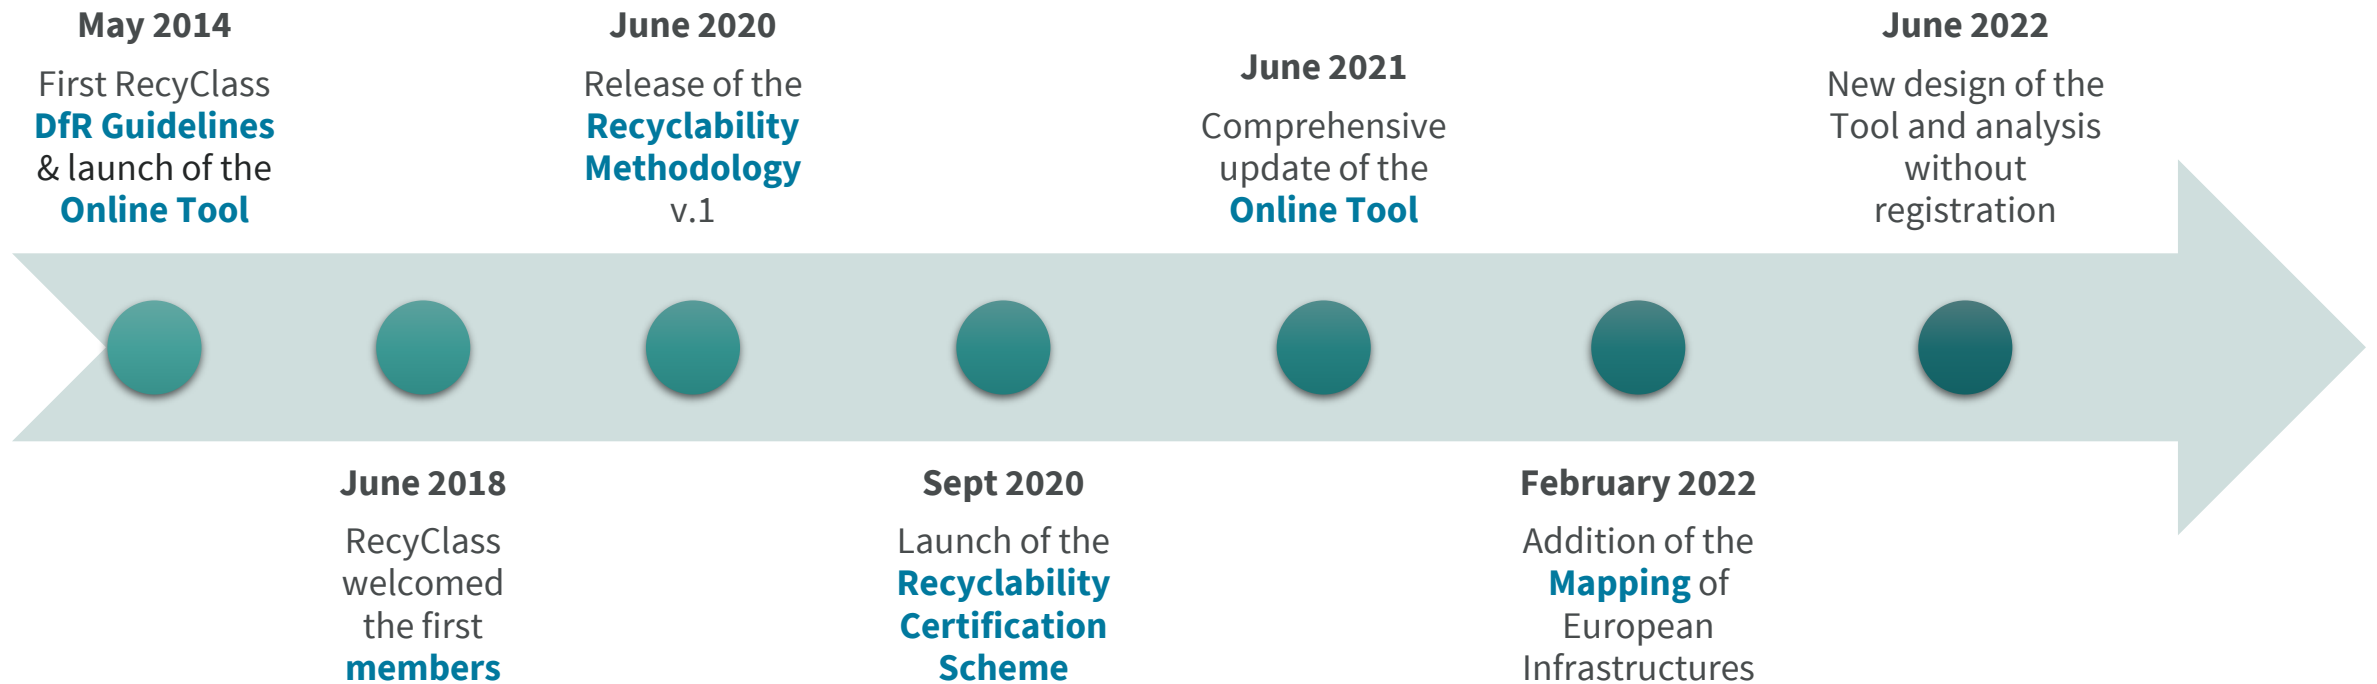 May 2014
First RecyClass
DfR Guidelines
& launch of the
Online Tool
June 2018
RecyClass
welcomed
the first
members
June 2020
Release of the
Recyclability
Methodology
v.1
Sept 2020
Launch of the
Recyclability
Certification
Scheme
June 2021
Comprehensive
update of the
Online Tool
February 2022
Addition of the
Mapping of
European
Infrastructures
June 2022
New design of the
Tool and analysis
without
registration